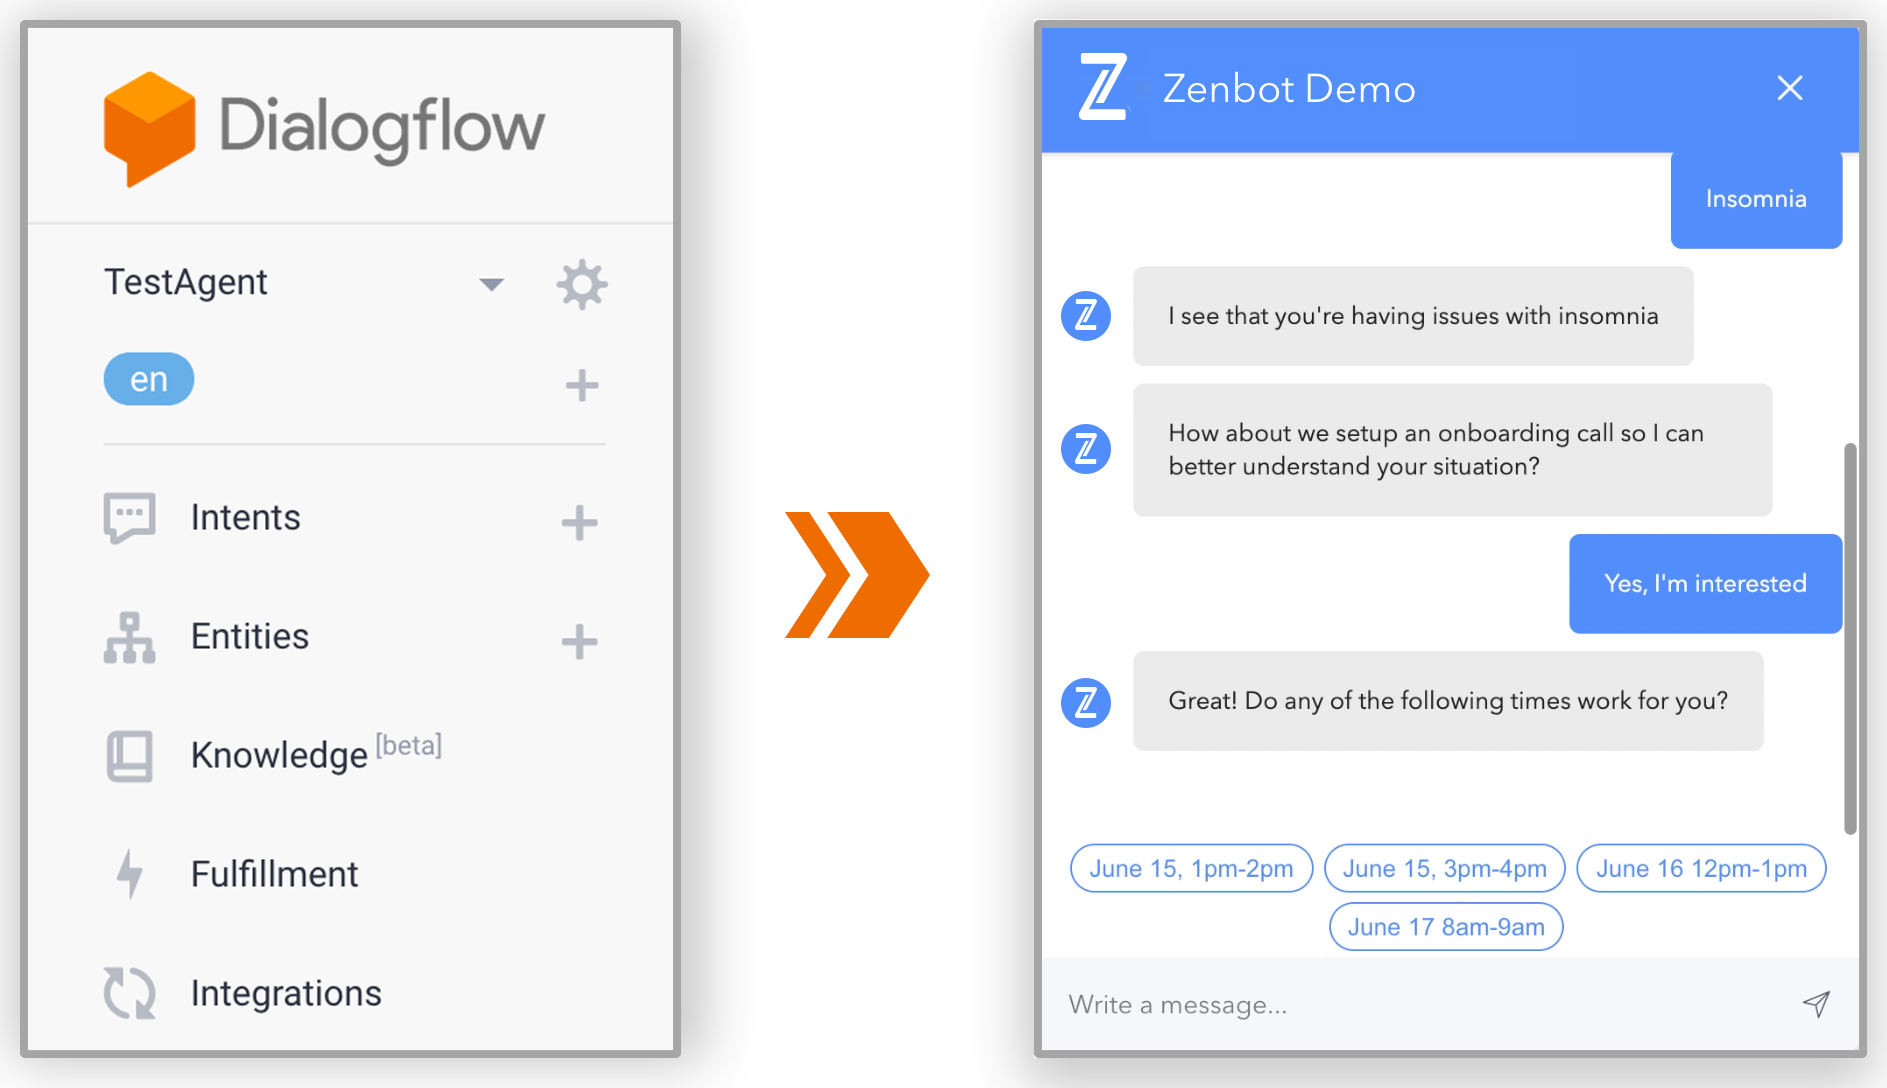 Dialogflow
TestAgent
en
Intents
Entities
Knowledge [beta]
Fulfillment
Integrations
Z Zenbot Demo
Insomnia
Z
I see that you're having issues with insomnia
Z
How about we setup an onboarding call so I can
better understand your situation?
Yes, I'm interested
Z
Great! Do any of the following times work for you?
June 15, 1pm-2pm
June 15, 3pm-4pm
June 16 12pm-1pm
June 17 8am-9am
Write a message...